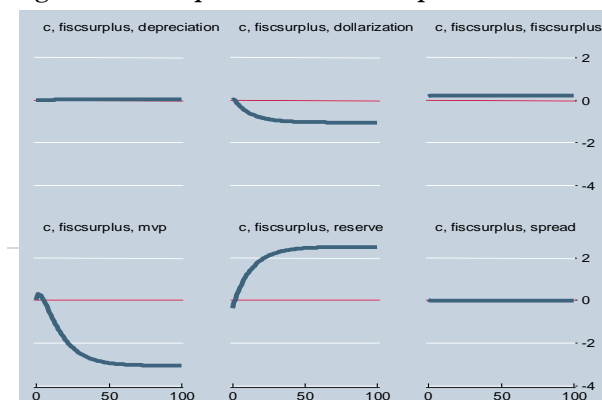 c, fiscsurplus, depreciation
c, fiscsurplus, dollarization
c, fiscsurplus, fiscsurplus
2
0
-2
-4
c, fiscsurplus, mvp
c, fiscsurplus, reserve
c, fiscsurplus, spread
2
0
-2
-4
0 50 100
0 50 100
0 50 100